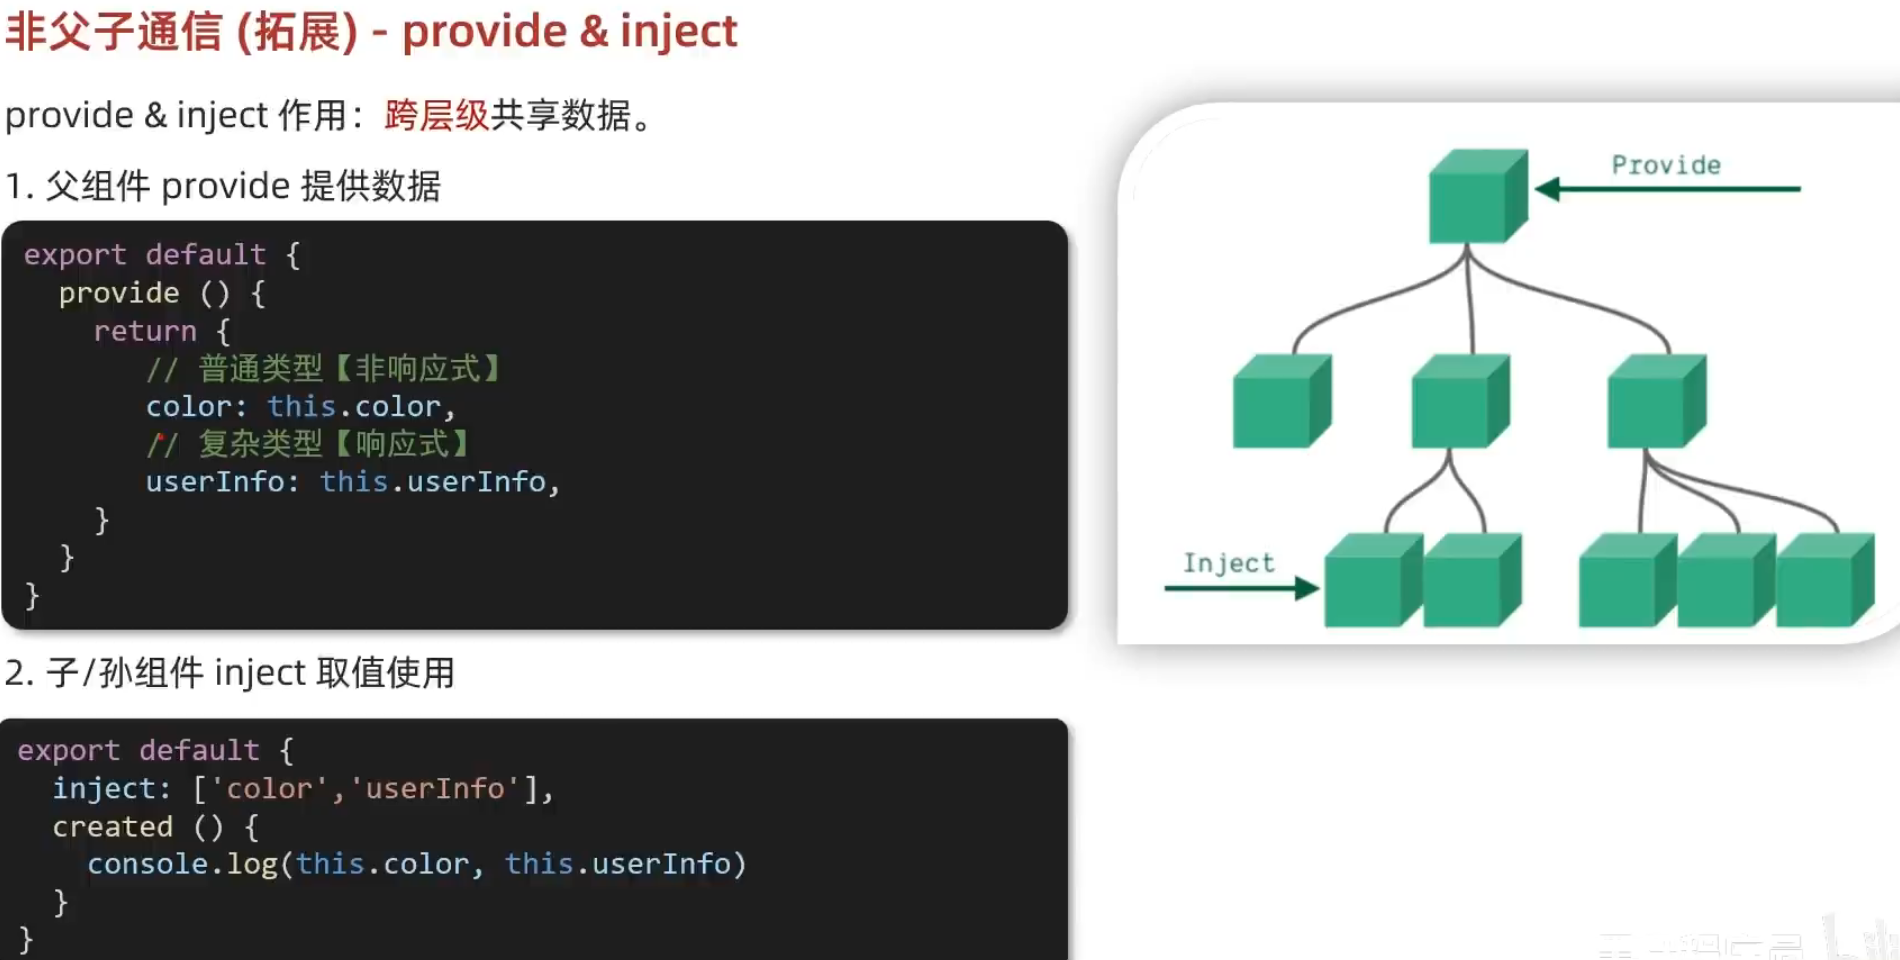 非父子通信 (拓展) - provide & inject
provide & inject 作用：跨层级共享数据。
1. 父组件 provide 提供数据
export default {
  provide () {
    return {
       // 普通类型【非响应式】
       color: this.color,
       // 复杂类型【响应式】
       userInfo: this.userInfo,
    }
  }
}
2. 子/孙组件 inject 取值使用
export default {
  inject: ['color','userInfo'],
  created () {
    console.log(this.color, this.userInfo)
  }
}
Provide
Inject